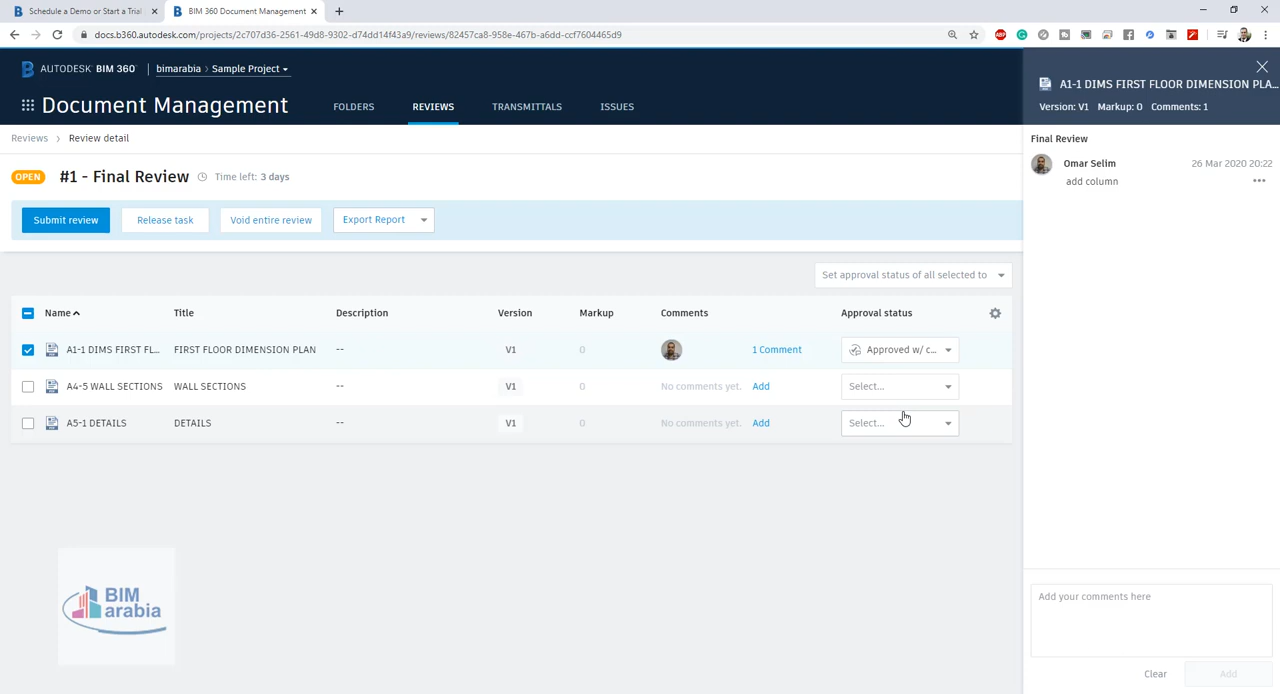 Schedule a Demo or Start a Trial
BIM 360 Document Management
docs.b360.autodesk.com/projects/2c707d36-2561-49d8-9302-d74dd14f43a9/reviews/82457ca8-958e-467b-a6dd-ccf7604465d9
AUTODESK BIM 360
bimarabia > Sample Project
Document Management
FOLDERS
REVIEWS
TRANSMITTALS
ISSUES
Reviews > Review detail
OPEN
#1 - Final Review
Time left: 3 days
Submit review
Release task
Void entire review
Export Report
Set approval status of all selected to
Name Title Description Version Markup Comments Approval status
A1-1 DIMS FIRST FL... FIRST FLOOR DIMENSION PLAN -- V1 0 1 Comment Approved w/ c...
A4-5 WALL SECTIONS WALL SECTIONS -- V1 0 No comments yet. Add Select...
A5-1 DETAILS DETAILS -- V1 0 No comments yet. Add Select...
BIM
arabia
A1-1 DIMS FIRST FLOOR DIMENSION PLA...
Version: V1 Markup: 0 Comments: 1
Final Review
Omar Selim 26 Mar 2020 20:22
add column
Add your comments here
Clear
Add